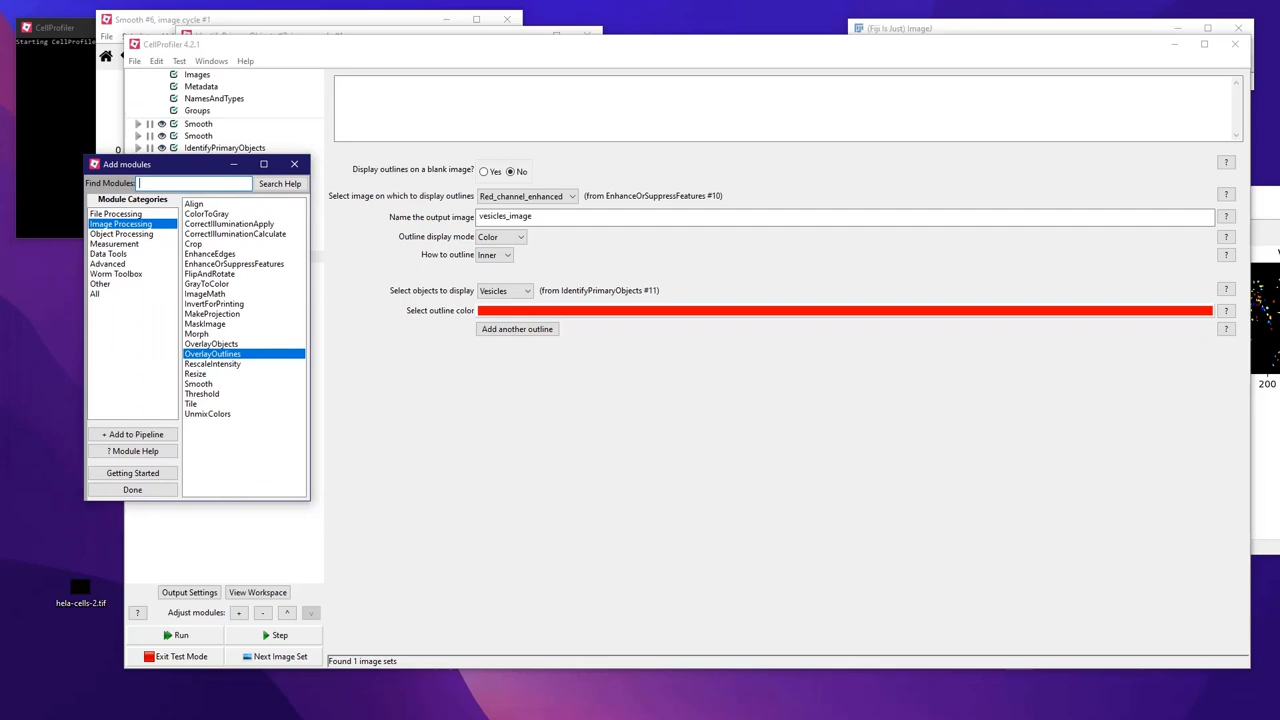 CellProfiler
Starting CellProfile
Smooth #6, image cycle #1
File
(Fiji Is Just) ImageJ
CellProfiler 4.2.1
File Edit Test Windows Help
Images
Metadata
NamesAndTypes
Groups
Smooth
Smooth
IdentifyPrimaryObjects
0
Add modules
Find Modules: Search Help
Module Categories
File Processing
Image Processing
Object Processing
Measurement
Data Tools
Advanced
Worm Toolbox
Other
All
Align
ColorToGray
CorrectIlluminationApply
CorrectIlluminationCalculate
Crop
EnhanceEdges
EnhanceOrSuppressFeatures
FlipAndRotate
GrayToColor
ImageMath
InvertForPrinting
MakeProjection
MaskImage
Morph
OverlayObjects
OverlayOutlines
RescaleIntensity
Resize
Smooth
Threshold
Tile
UnmixColors
+ Add to Pipeline
? Module Help
Getting Started
Done
Display outlines on a blank image? Yes No ?
Select image on which to display outlines Red_channel_enhanced (from EnhanceOrSuppressFeatures #10) ?
Name the output image vesicles_image ?
Outline display mode Color ?
How to outline Inner ?
Select objects to display Vesicles (from IdentifyPrimaryObjects #11) ?
Select outline color ?
Add another outline ?
200
hela-cells-2.tif
Output Settings View Workspace
? Adjust modules: + - ^ v
Run Step
Exit Test Mode Next Image Set
Found 1 image sets